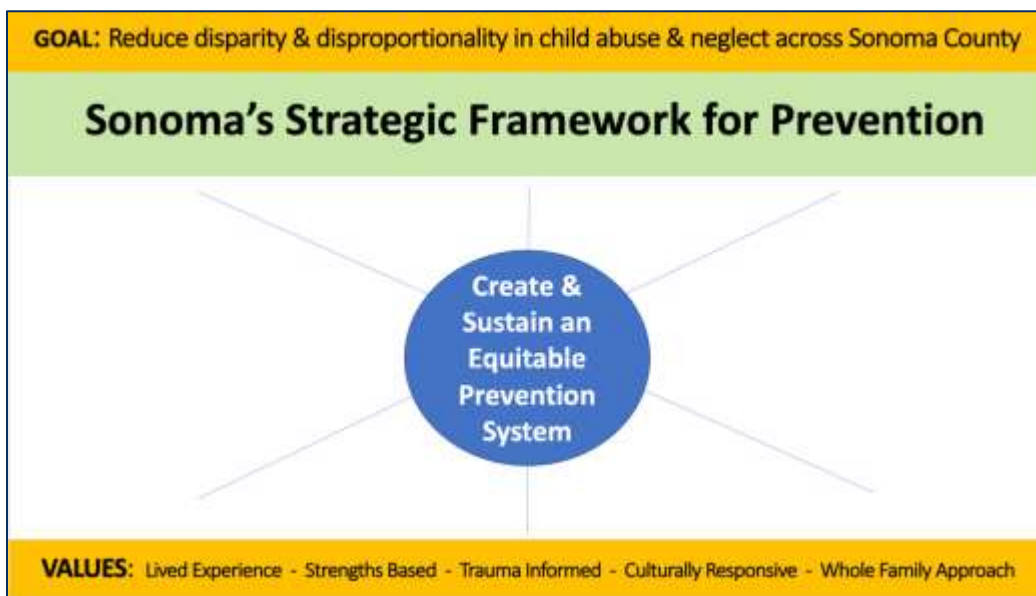 GOAL: Reduce disparity & disproportionality in child abuse & neglect across Sonoma County
Sonoma's Strategic Framework for Prevention
Create &
Sustain an
Equitable
Prevention
System
VALUES: Lived Experience - Strengths Based - Trauma Informed - Culturally Responsive - Whole Family Approach